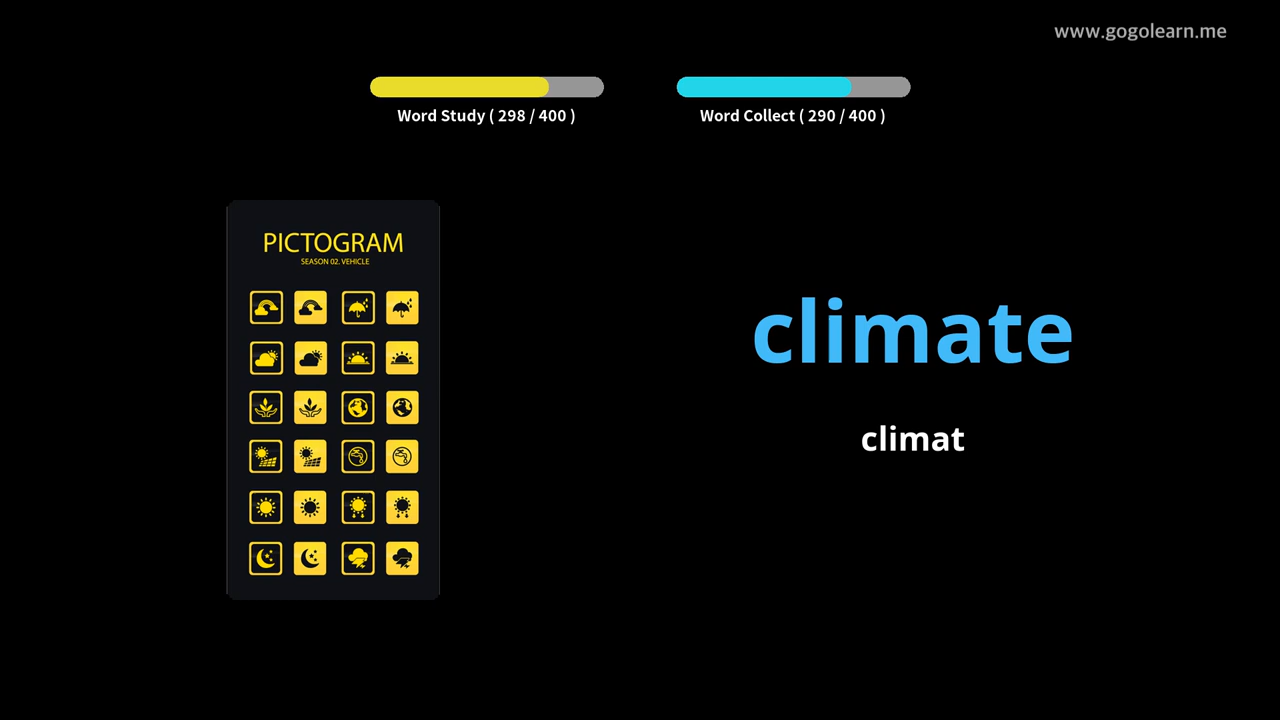 www.gogolearn.me
Word Study ( 298 / 400 )
Word Collect ( 290 / 400 )
PICTOGRAM
SEASON 02. VEHICLE
climate
climat